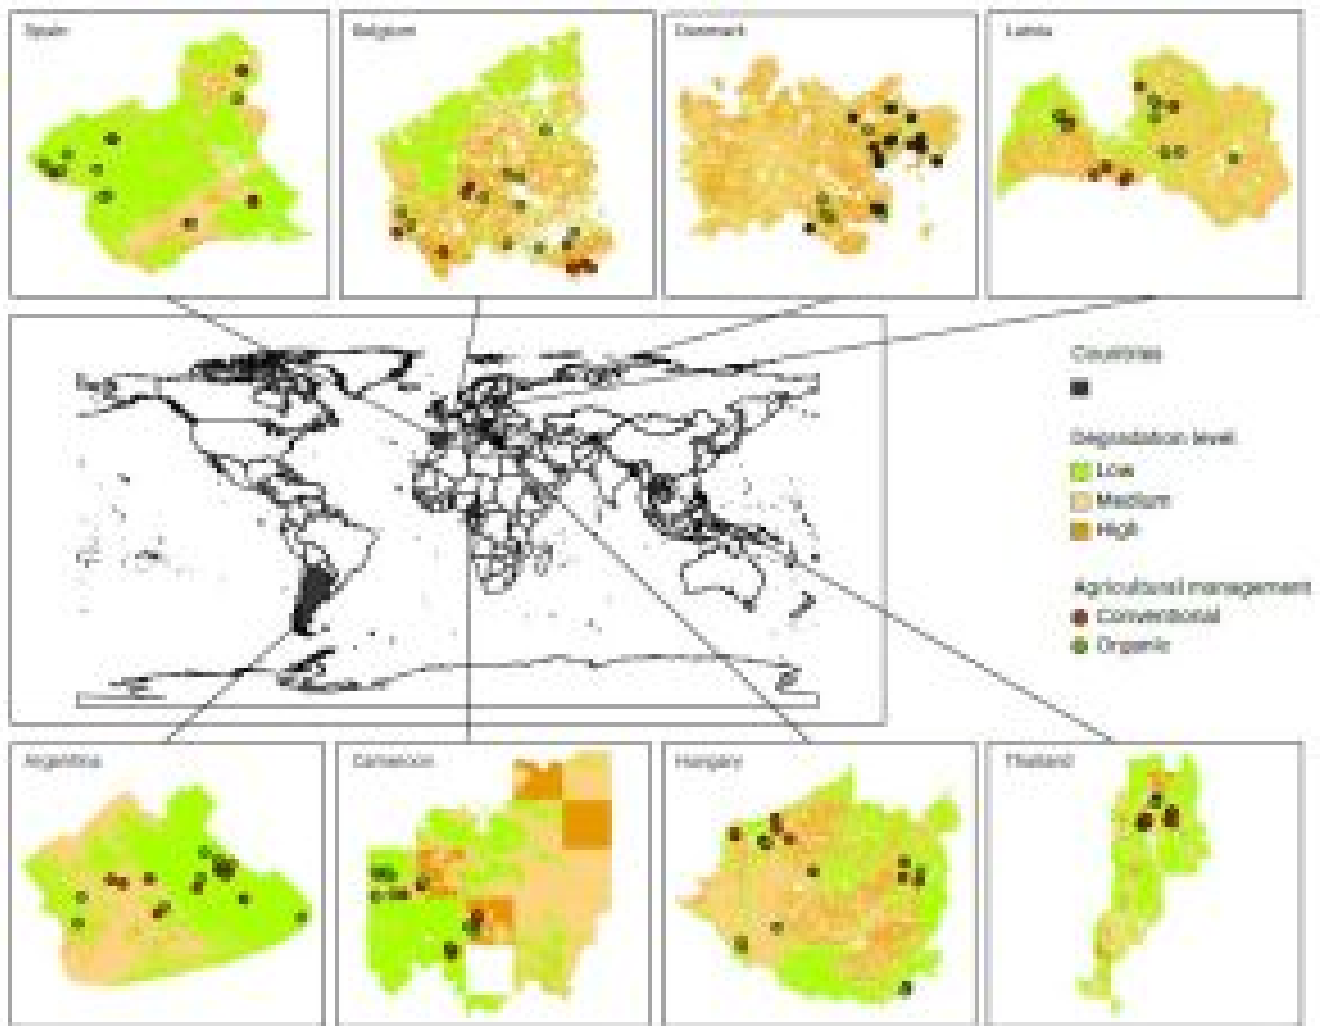 Spain
Belgium
Denmark
Latvia
Countries
Degradation level
Low
Medium
High
Agricultural management
Conventional
Organic
Argentina
Cameroon
Hungary
Thailand